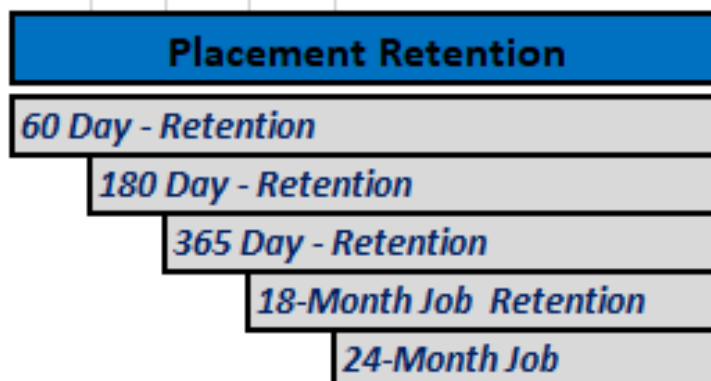 Placement Retention
60 Day - Retention
180 Day - Retention
365 Day - Retention
18-Month Job  Retention
24-Month Job